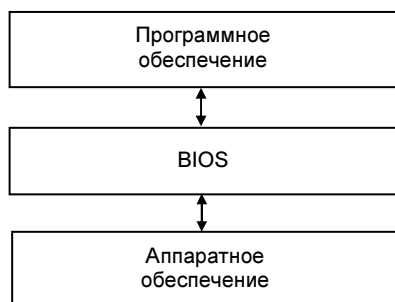 Программное
обеспечение
BIOS
Аппаратное
обеспечение